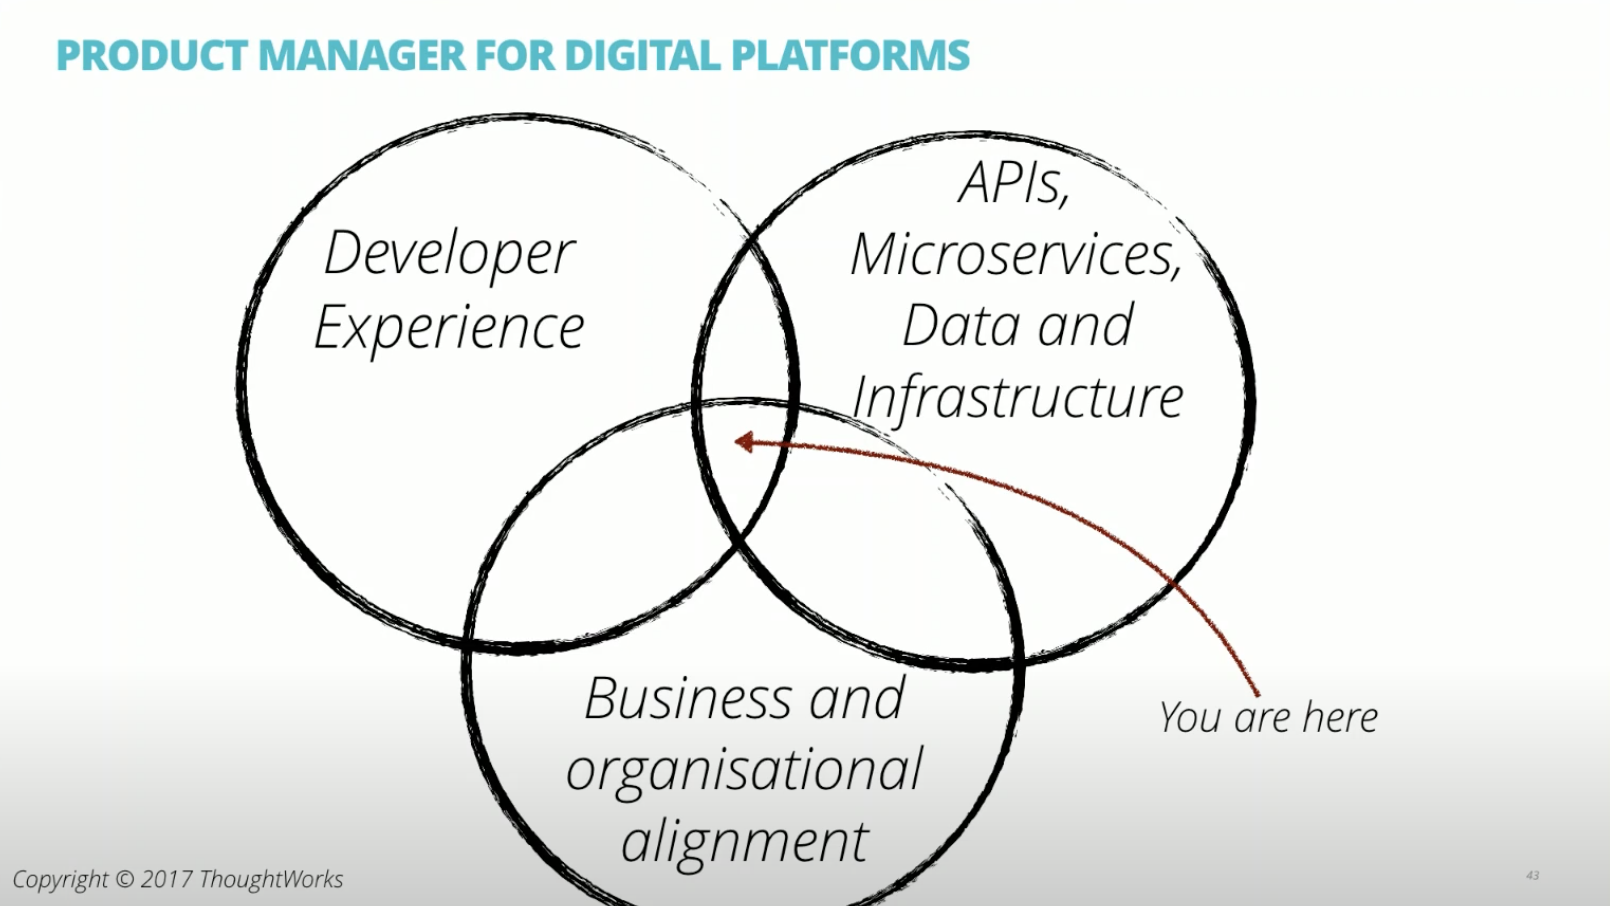 PRODUCT MANAGER FOR DIGITAL PLATFORMS
Developer
Experience
APIs,
Microservices,
Data and
Infrastructure
Business and
organisational
alignment
You are here
Copyright © 2017 ThoughtWorks
43